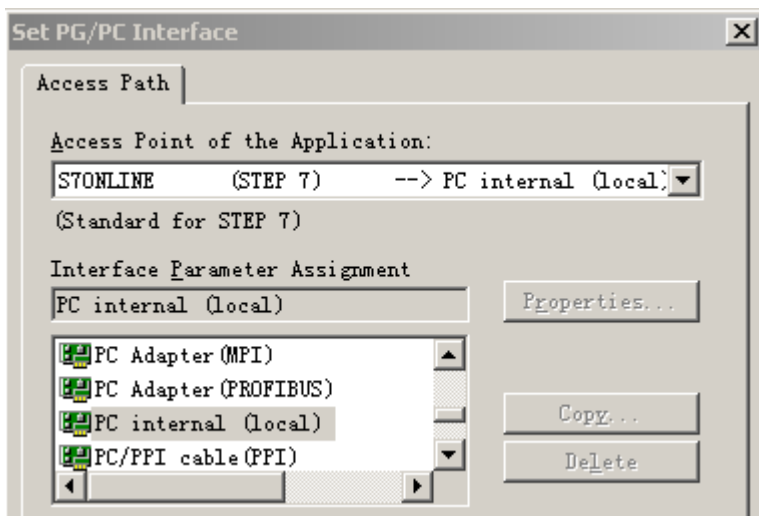 Set PG/PC Interface
Access Path
Access Point of the Application:
S7ONLINE (STEP 7) --> PC internal (local)
(Standard for STEP 7)
Interface Parameter Assignment
PC internal (local)
Properties...
PC Adapter(MPI)
PC Adapter(PROFIBUS)
PC internal (local)
Copy...
PC/PPI cable(PPI)
Delete